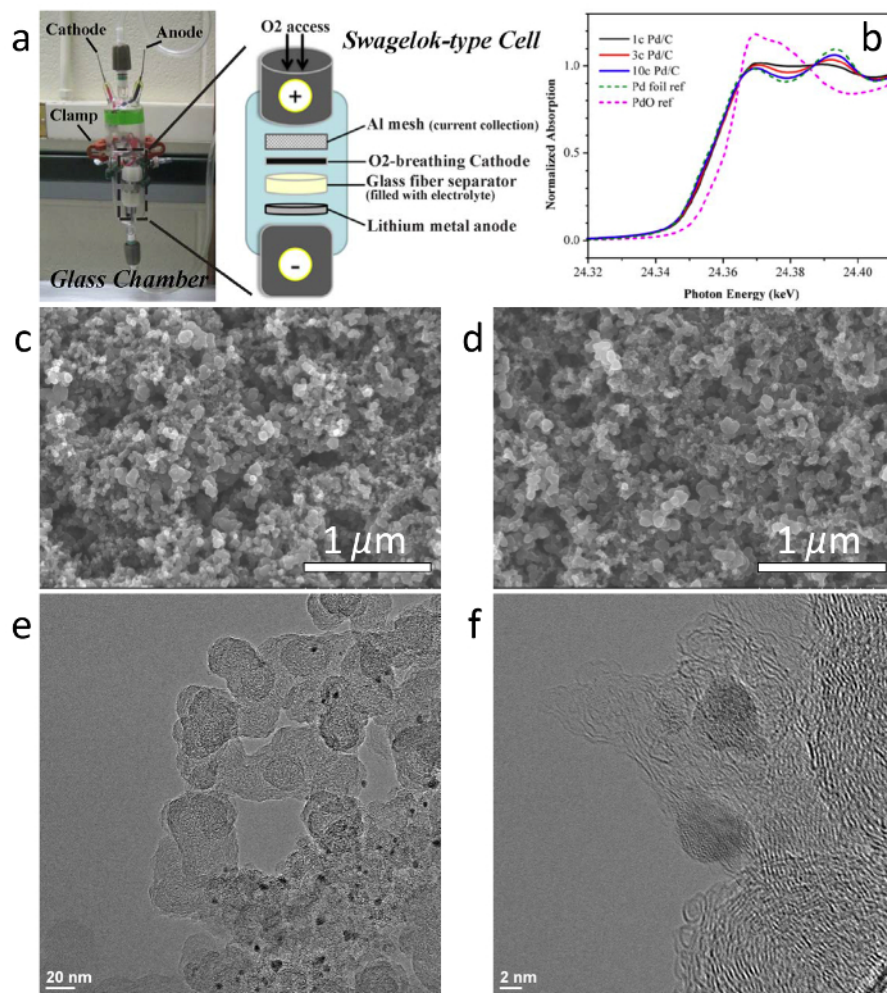 a
Cathode
Anode
Clamp
Glass Chamber
O2 access
Swagelok-type Cell
+
Al mesh (current collection)
O2-breathing Cathode
Glass fiber separator
(filled with electrolyte)
Lithium metal anode
-
b
1c Pd/C
3c Pd/C
10c Pd/C
Pd foil ref
PdO ref
Normalized Absorption
1.0
0.5
0.0
24.32
24.34
24.36
24.38
24.40
Photon Energy (keV)
c
1 μm
d
1 μm
e
20 nm
f
2 nm